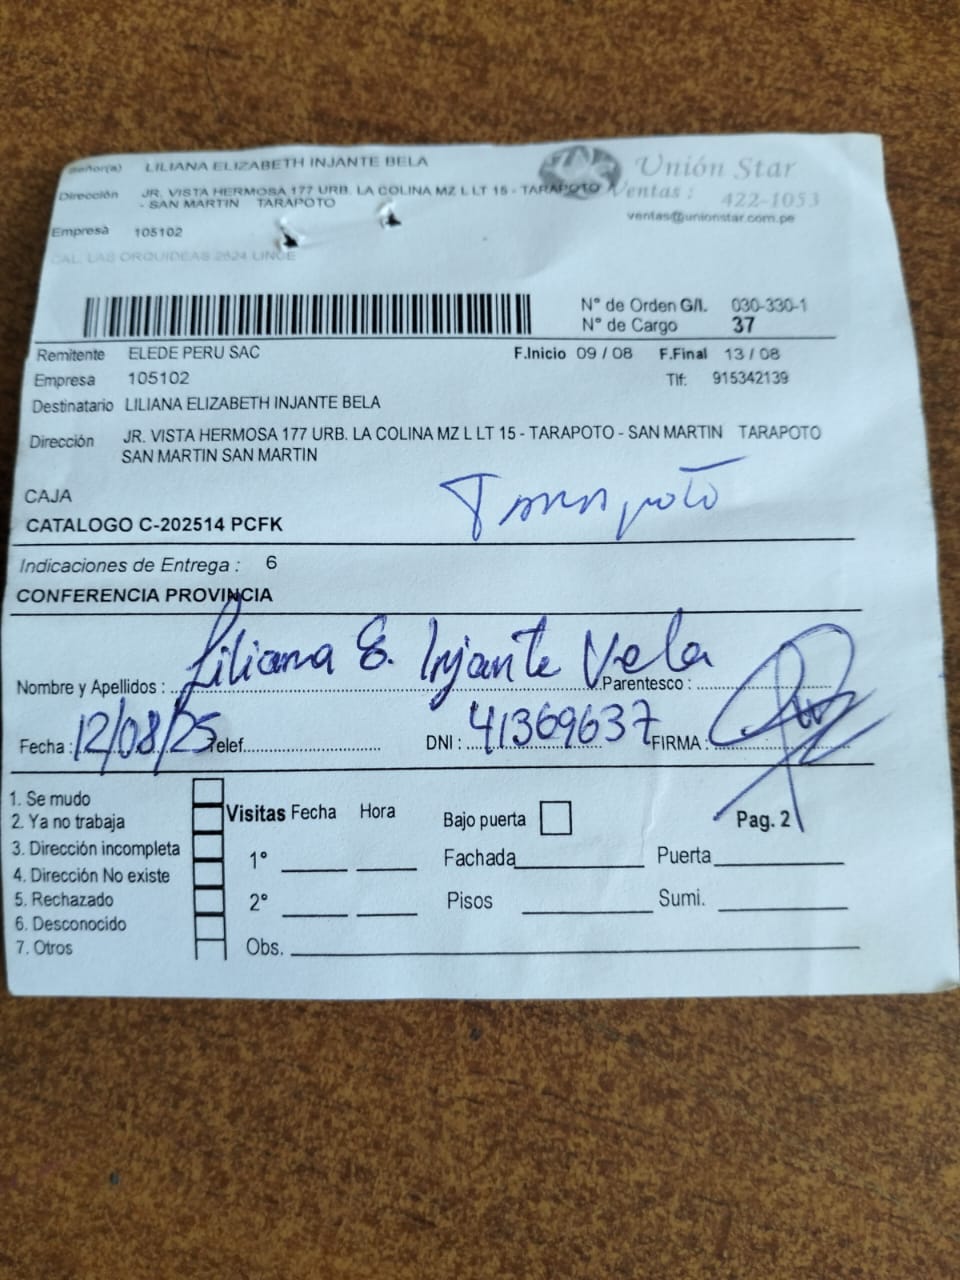 Señor(a) LILIANA ELIZABETH INJANTE BELA
Unión Star
Dirección JR. VISTA HERMOSA 177 URB. LA COLINA MZ L LT 15 - TARAPOTO
- SAN MARTIN TARAPOTO
Ventas : 422-1053
ventas@unionstar.com.pe
Empresa 105102
CAL. LAS ORQUIDEAS 2624 LINCE
N° de Orden G/I. 030-330-1
N° de Cargo 37
Remitente ELEDE PERU SAC F.Inicio 09 / 08 F.Final 13 / 08
Empresa 105102 Tlf: 915342139
Destinatario LILIANA ELIZABETH INJANTE BELA
Dirección JR. VISTA HERMOSA 177 URB. LA COLINA MZ L LT 15 - TARAPOTO - SAN MARTIN TARAPOTO
SAN MARTIN SAN MARTIN
CAJA
Tarapoto
CATALOGO C-202514 PCFK
Indicaciones de Entrega : 6
CONFERENCIA PROVINCIA
Nombre y Apellidos : Liliana E. Injante Vela Parentesco :
Fecha : 12/08/25 Telef. DNI : 41369637 FIRMA :
1. Se mudo
2. Ya no trabaja
3. Dirección incompleta
4. Dirección No existe
5. Rechazado
6. Desconocido
7. Otros
Visitas Fecha Hora
1°
2°
Obs.
Bajo puerta
Pag. 2
Fachada Puerta
Pisos Sumi.